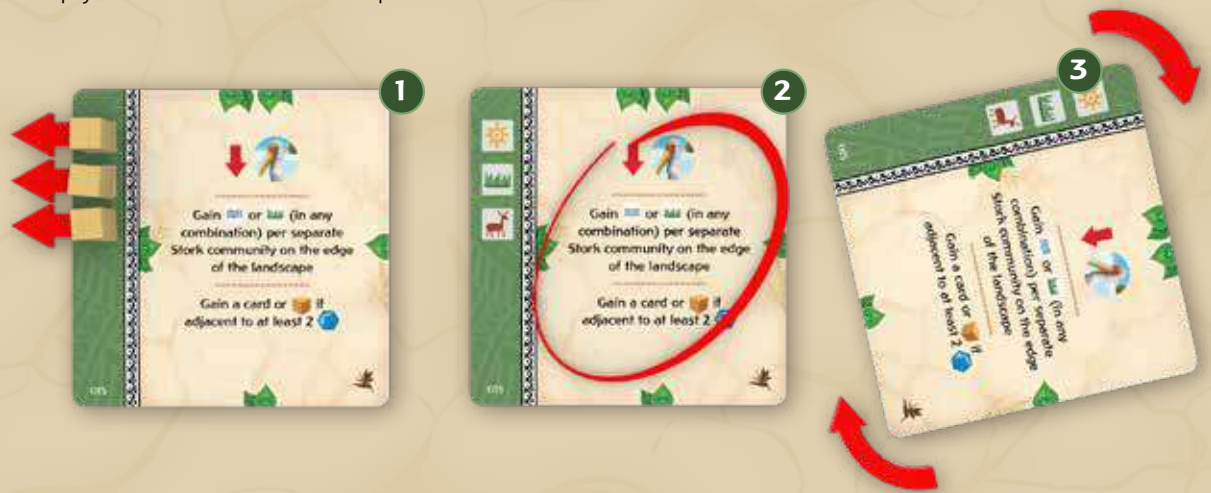 1
Gain or (in any
combination) per separate
Stork community on the edge
of the landscape
Gain a card or if
adjacent to at least 2
2
Gain or (in any
combination) per separate
Stork community on the edge
of the landscape
Gain a card or if
adjacent to at least 2
3
Gain or (in any
combination) per separate
Stork community on the edge
of the landscape
Gain a card or if
adjacent to at least 2